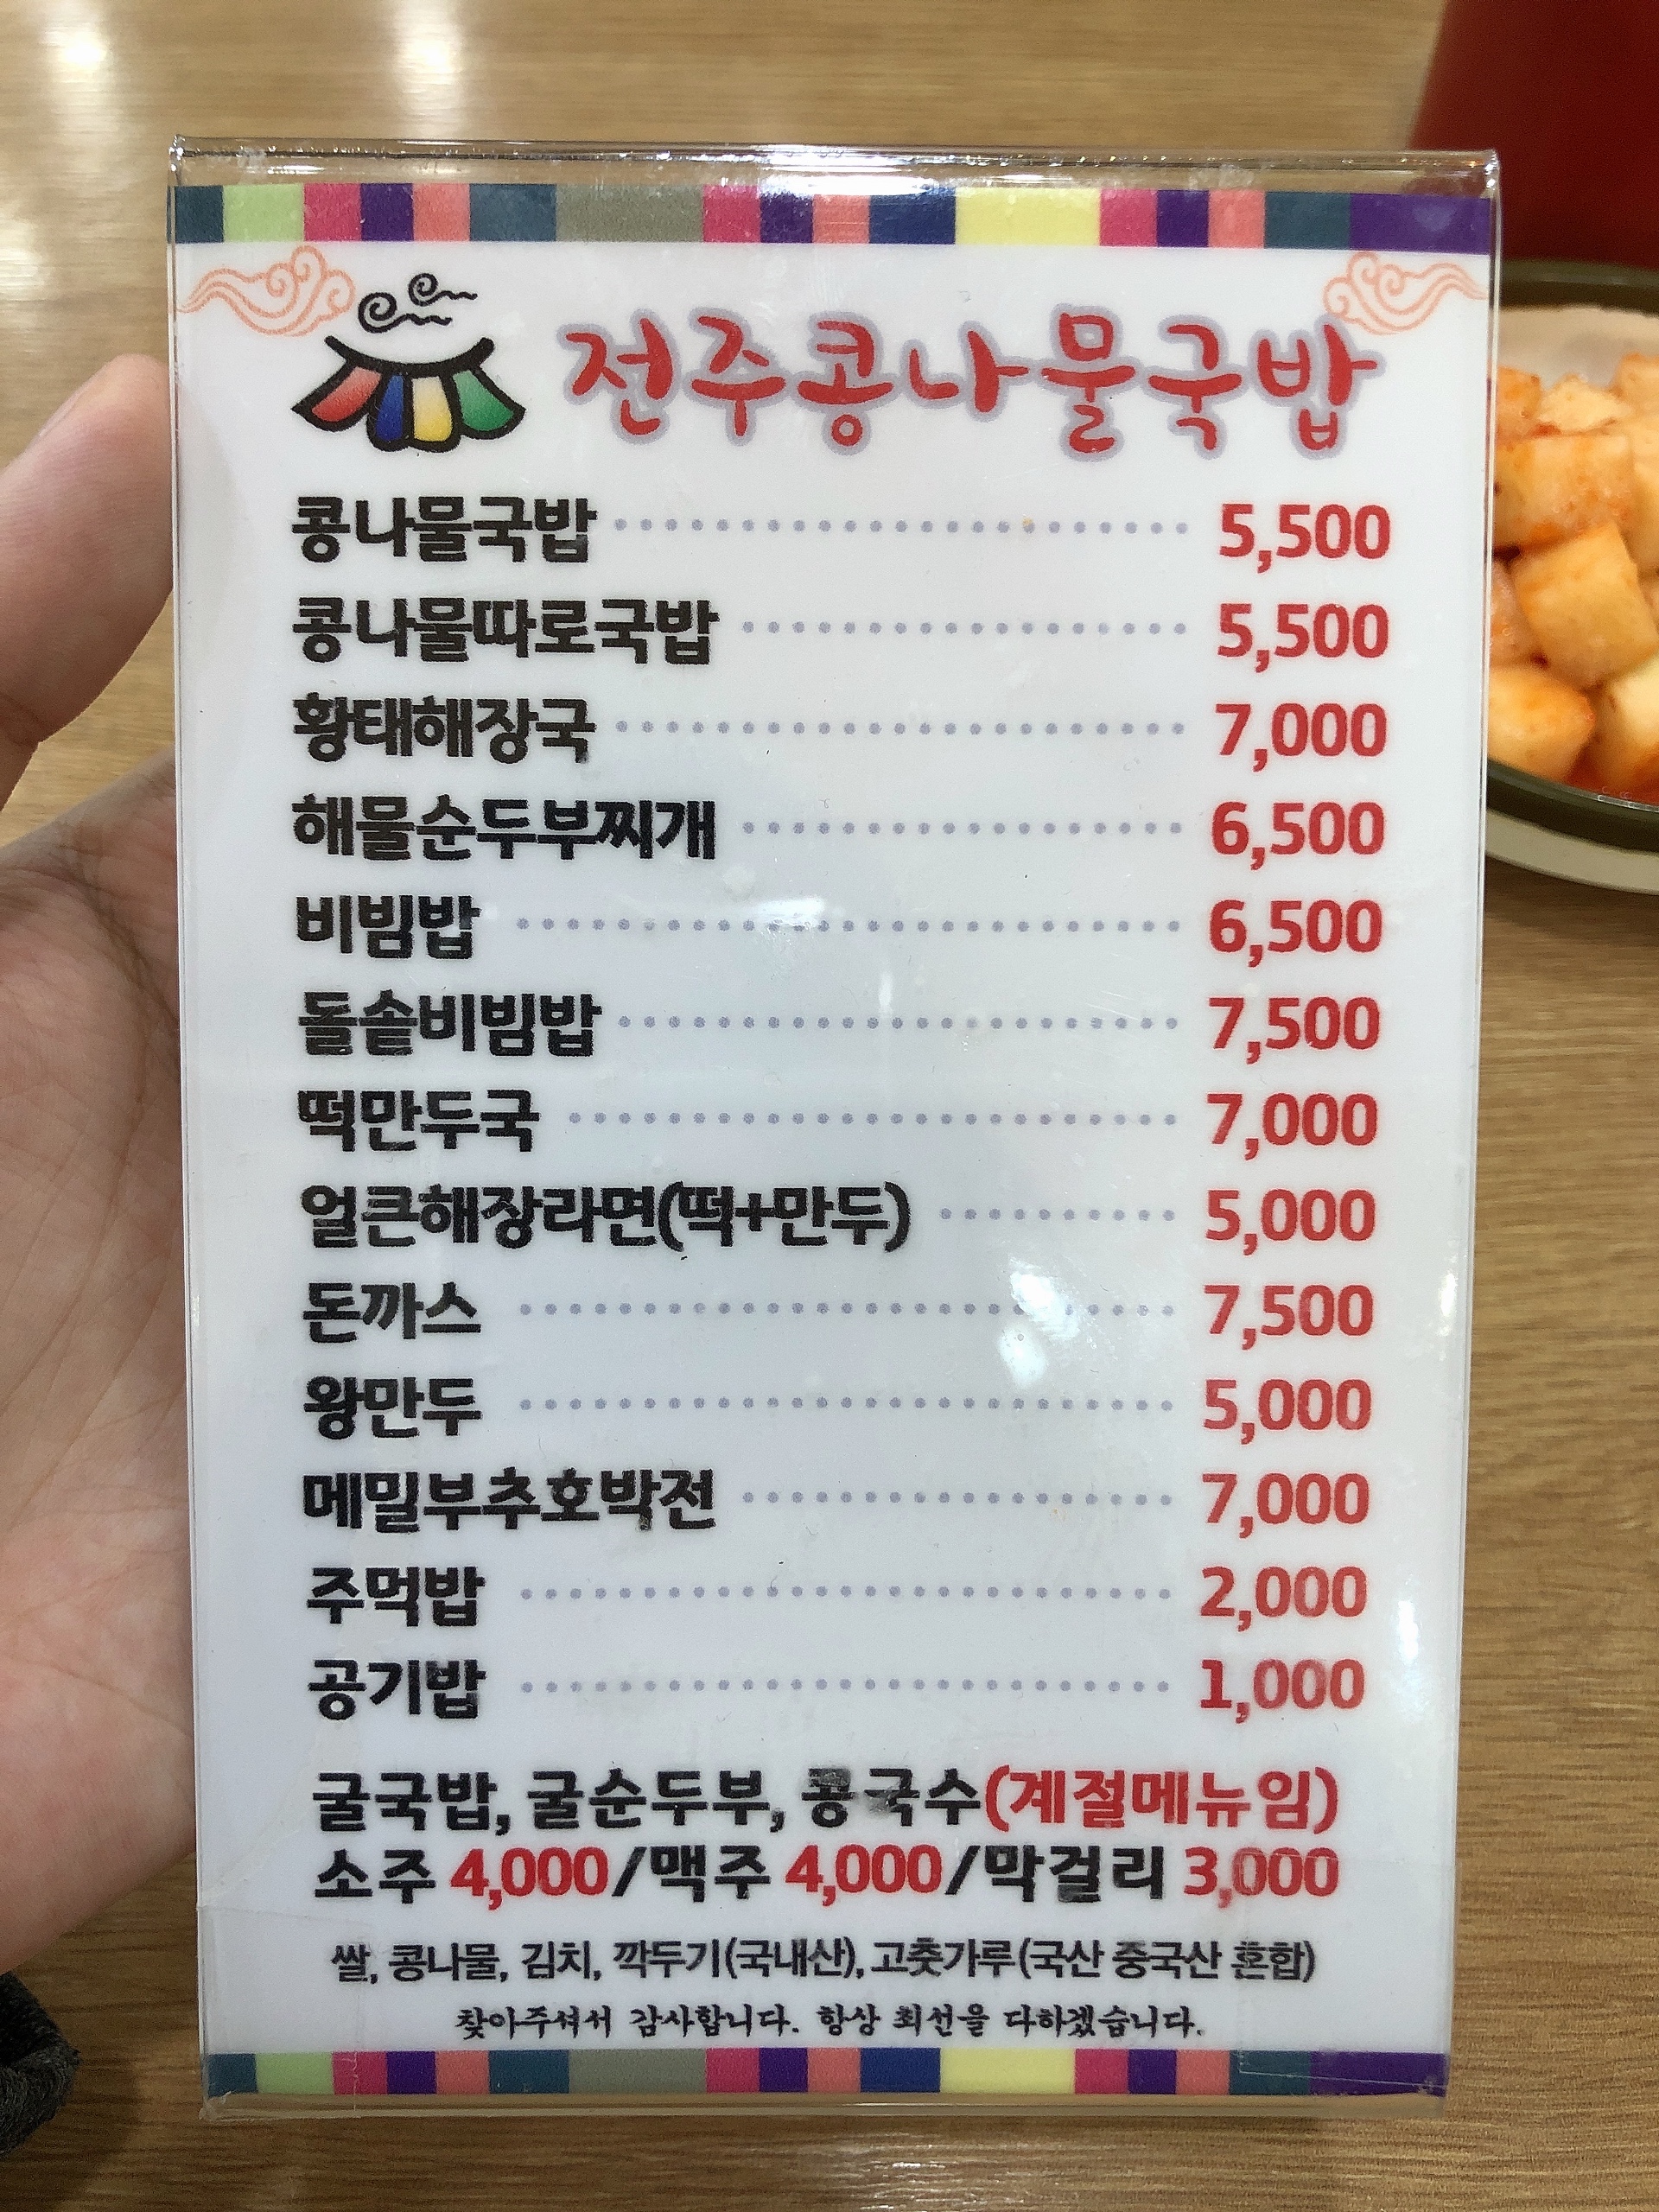 전주콩나물국밥
콩나물국밥 5,500
콩나물따로국밥 5,500
황태해장국 7,000
해물순두부찌개 6,500
비빔밥 6,500
돌솥비빔밥 7,500
떡만두국 7,000
얼큰해장라면(떡+만두) 5,000
돈까스 7,500
왕만두 5,000
메밀부추호박전 7,000
주먹밥 2,000
공기밥 1,000
굴국밥, 굴순두부, 콩국수(계절메뉴임)
소주 4,000/맥주 4,000/막걸리 3,000
쌀, 콩나물, 김치, 깍두기(국내산), 고춧가루(국산 중국산 혼합)
찾아주셔서 감사합니다. 항상 최선을 다하겠습니다.